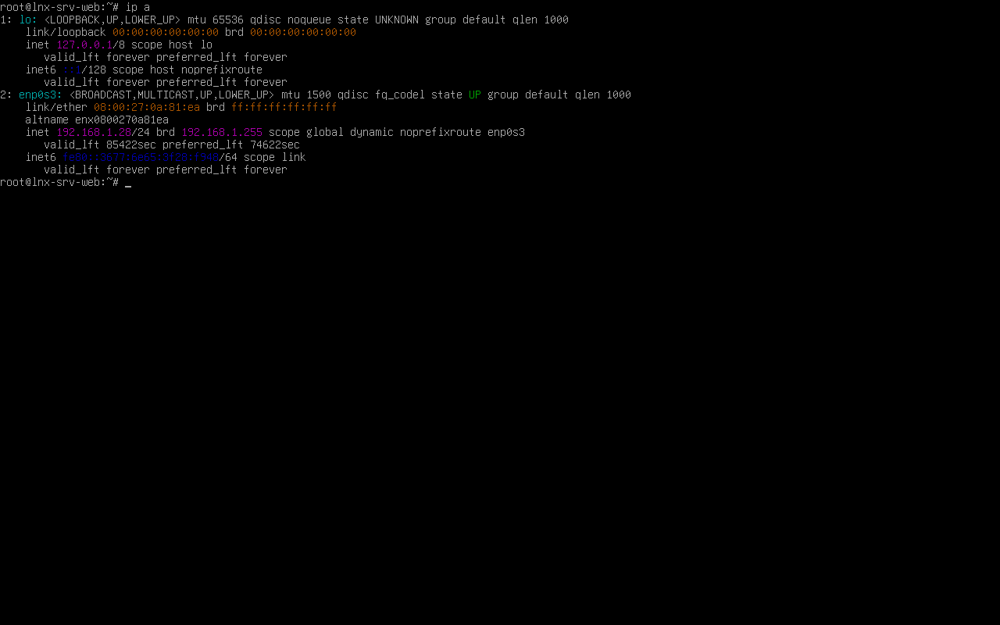 root@lnx-srv-web:~# ip a
1: lo: <LOOPBACK,UP,LOWER_UP> mtu 65536 qdisc noqueue state UNKNOWN group default qlen 1000
    link/loopback 00:00:00:00:00:00 brd 00:00:00:00:00:00
    inet 127.0.0.1/8 scope host lo
       valid_lft forever preferred_lft forever
    inet6 ::1/128 scope host noprefixroute
       valid_lft forever preferred_lft forever
2: enp0s3: <BROADCAST,MULTICAST,UP,LOWER_UP> mtu 1500 qdisc fq_codel state UP group default qlen 1000
    link/ether 08:00:27:0a:81:ea brd ff:ff:ff:ff:ff:ff
    altname enx0800270a81ea
    inet 192.168.1.28/24 brd 192.168.1.255 scope global dynamic noprefixroute enp0s3
       valid_lft 85422sec preferred_lft 74622sec
    inet6 fe80::3677:6e65:3f28:f948/64 scope link
       valid_lft forever preferred_lft forever
root@lnx-srv-web:~# _